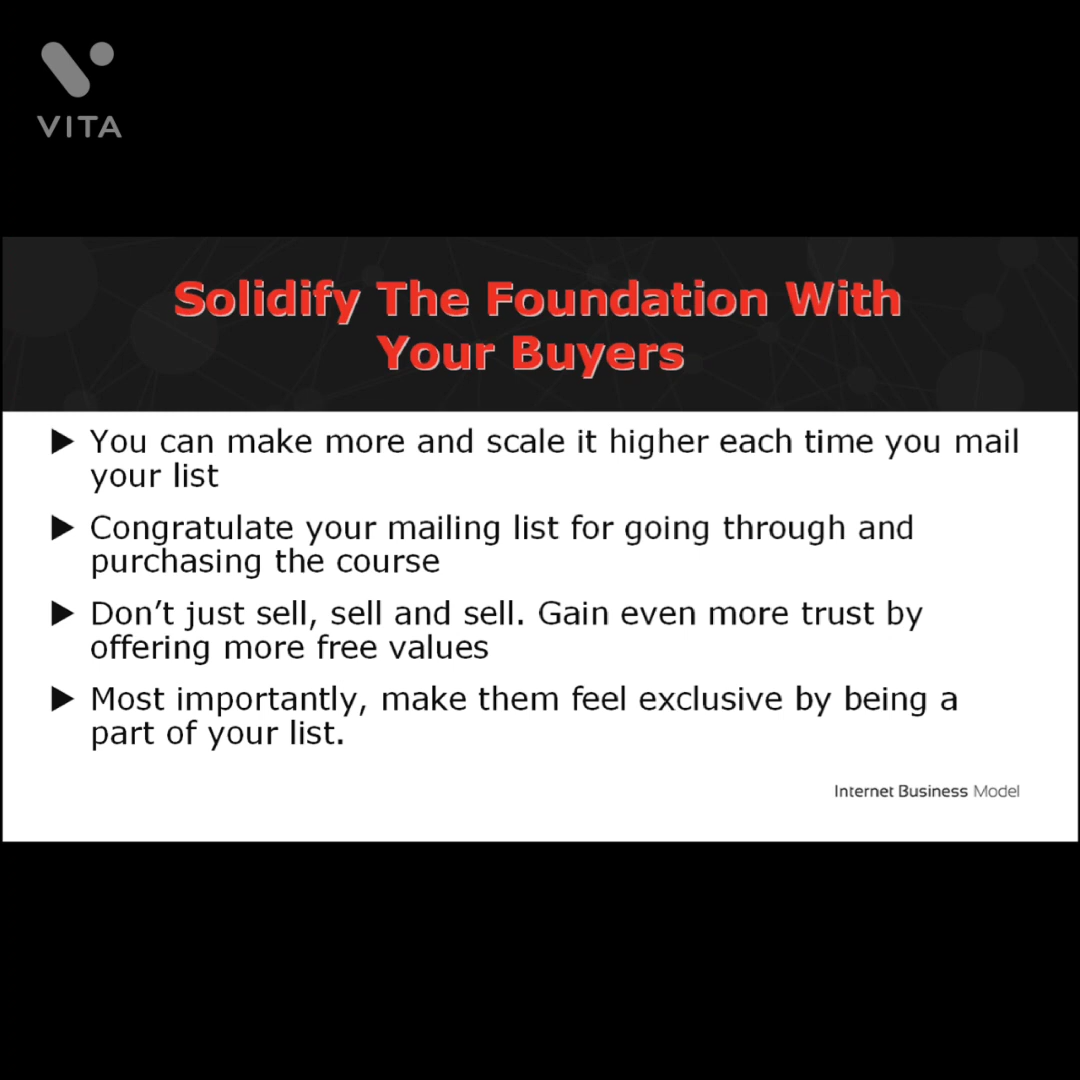 VITA
Solidify The Foundation With
Your Buyers
You can make more and scale it higher each time you mail
your list
Congratulate your mailing list for going through and
purchasing the course
Don’t just sell, sell and sell. Gain even more trust by
offering more free values
Most importantly, make them feel exclusive by being a
part of your list.
Internet Business Model